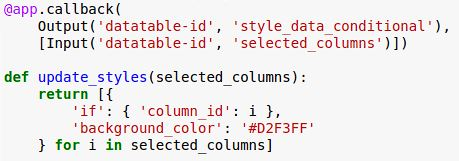 @app.callback(
    Output('datatable-id', 'style_data_conditional'),
    [Input('datatable-id', 'selected_columns')])
def update_styles(selected_columns):
    return [{
        'if': { 'column_id': i },
        'background_color': '#D2F3FF'
    } for i in selected_columns]